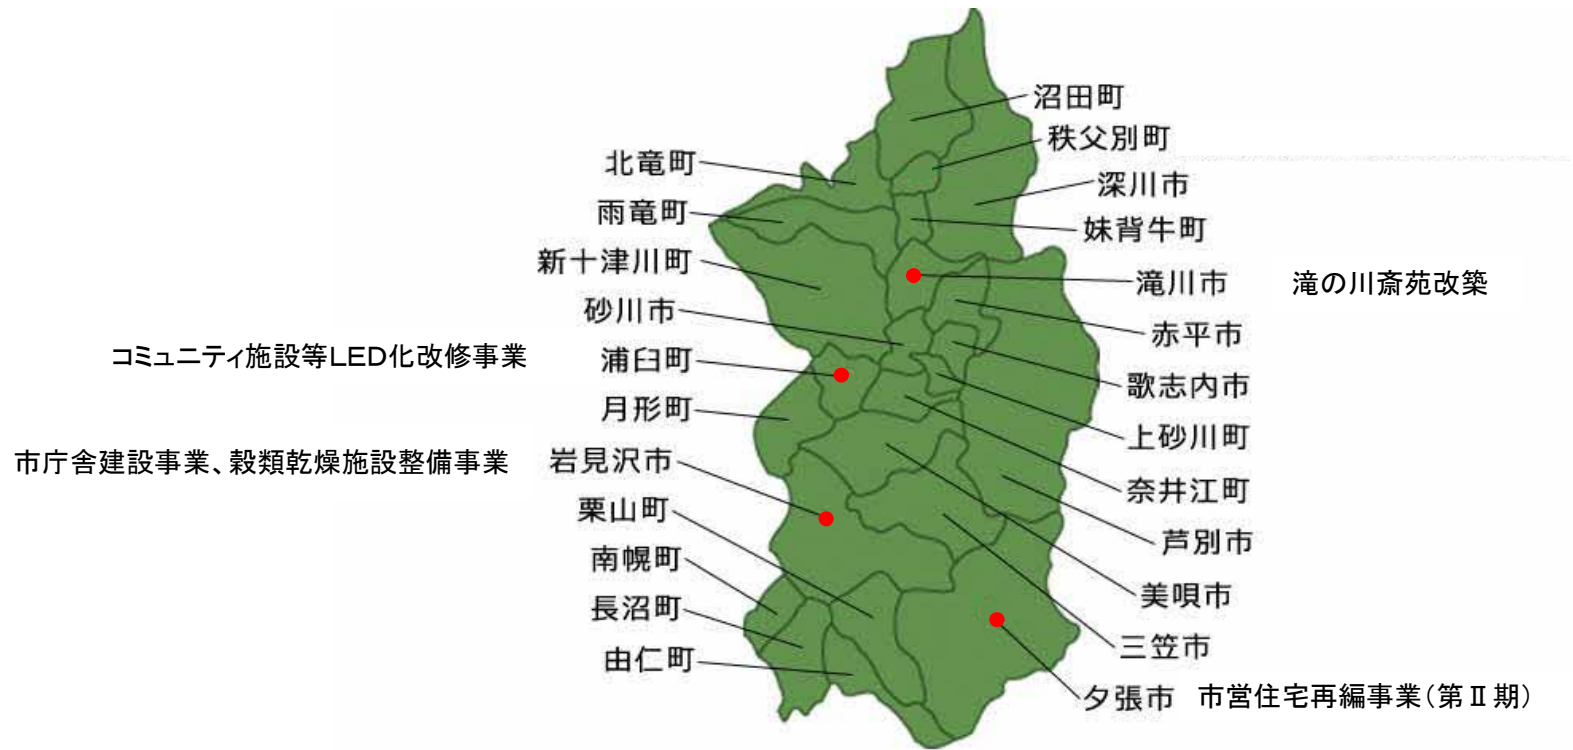 沼田町
秩父別町
北竜町
深川市
雨竜町
妹背牛町
新十津川町
滝川市 滝の川斎苑改築
砂川市
赤平市
コミュニティ施設等LED化改修事業 浦臼町
歌志内市
月形町
上砂川町
市庁舎建設事業、穀類乾燥施設整備事業 岩見沢市
奈井江町
栗山町
芦別市
南幌町
美唄市
長沼町
三笠市
由仁町
夕張市 市営住宅再編事業(第Ⅱ期)